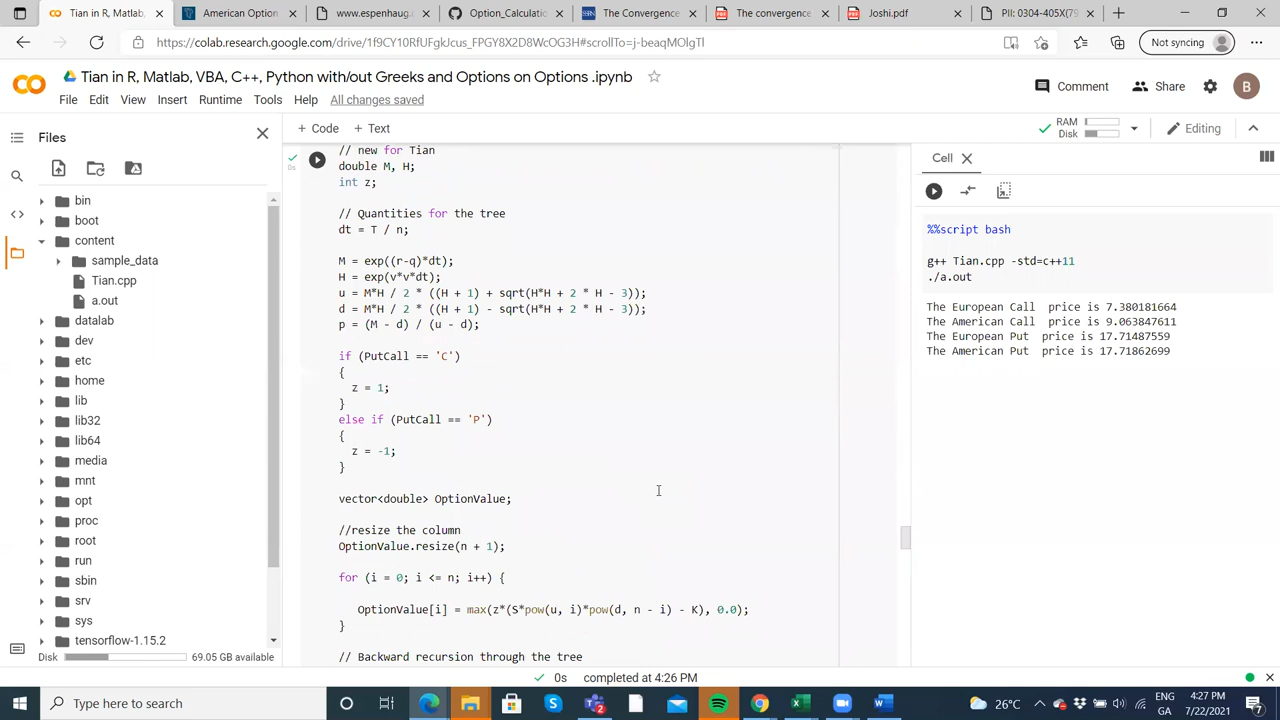 Tian in R, Matlab, VBA, C++, Py
American Option
www.espenhaug.c
Option_Calculatio
The Convergence
The convergence
Joshi.pdf
PII: 0304-405X(79
https://colab.research.google.com/drive/1f9CY10RfUFgkJcus_FPGY8X2D8WcOG3H#scrollTo=j-beaqMOlgTl
Not syncing
CO
Tian in R, Matlab, VBA, C++, Python with/out Greeks and Options on Options .ipynb
Comment
Share
B
File Edit View Insert Runtime Tools Help All changes saved
Files
+ Code + Text
RAM
Disk
Editing
bin
boot
content
sample_data
Tian.cpp
a.out
datalab
dev
etc
home
lib
lib32
lib64
media
mnt
opt
proc
root
run
sbin
srv
sys
tensorflow-1.15.2
Disk 69.05 GB available
0s
// new for Tian
double M, H;
int z;
// Quantities for the tree
dt = T / n;
M = exp((r-q)*dt);
H = exp(v*v*dt);
u = M*H / 2 * ((H + 1) + sqrt(H*H + 2 * H - 3));
d = M*H / 2 * ((H + 1) - sqrt(H*H + 2 * H - 3));
p = (M - d) / (u - d);
if (PutCall == 'C')
{
z = 1;
}
else if (PutCall == 'P')
{
z = -1;
}
vector<double> OptionValue;
//resize the column
OptionValue.resize(n + 1);
for (i = 0; i <= n; i++) {
OptionValue[i] = max(z*(S*pow(u, i)*pow(d, n - i) - K), 0.0);
}
// Backward recursion through the tree
Cell
%%script bash
g++ Tian.cpp -std=c++11
./a.out
The European Call price is 7.380181664
The American Call price is 9.063847611
The European Put price is 17.71487559
The American Put price is 17.71862699
0s completed at 4:26 PM
Type here to search
26°C
ENG
GA
4:27 PM
7/22/2021